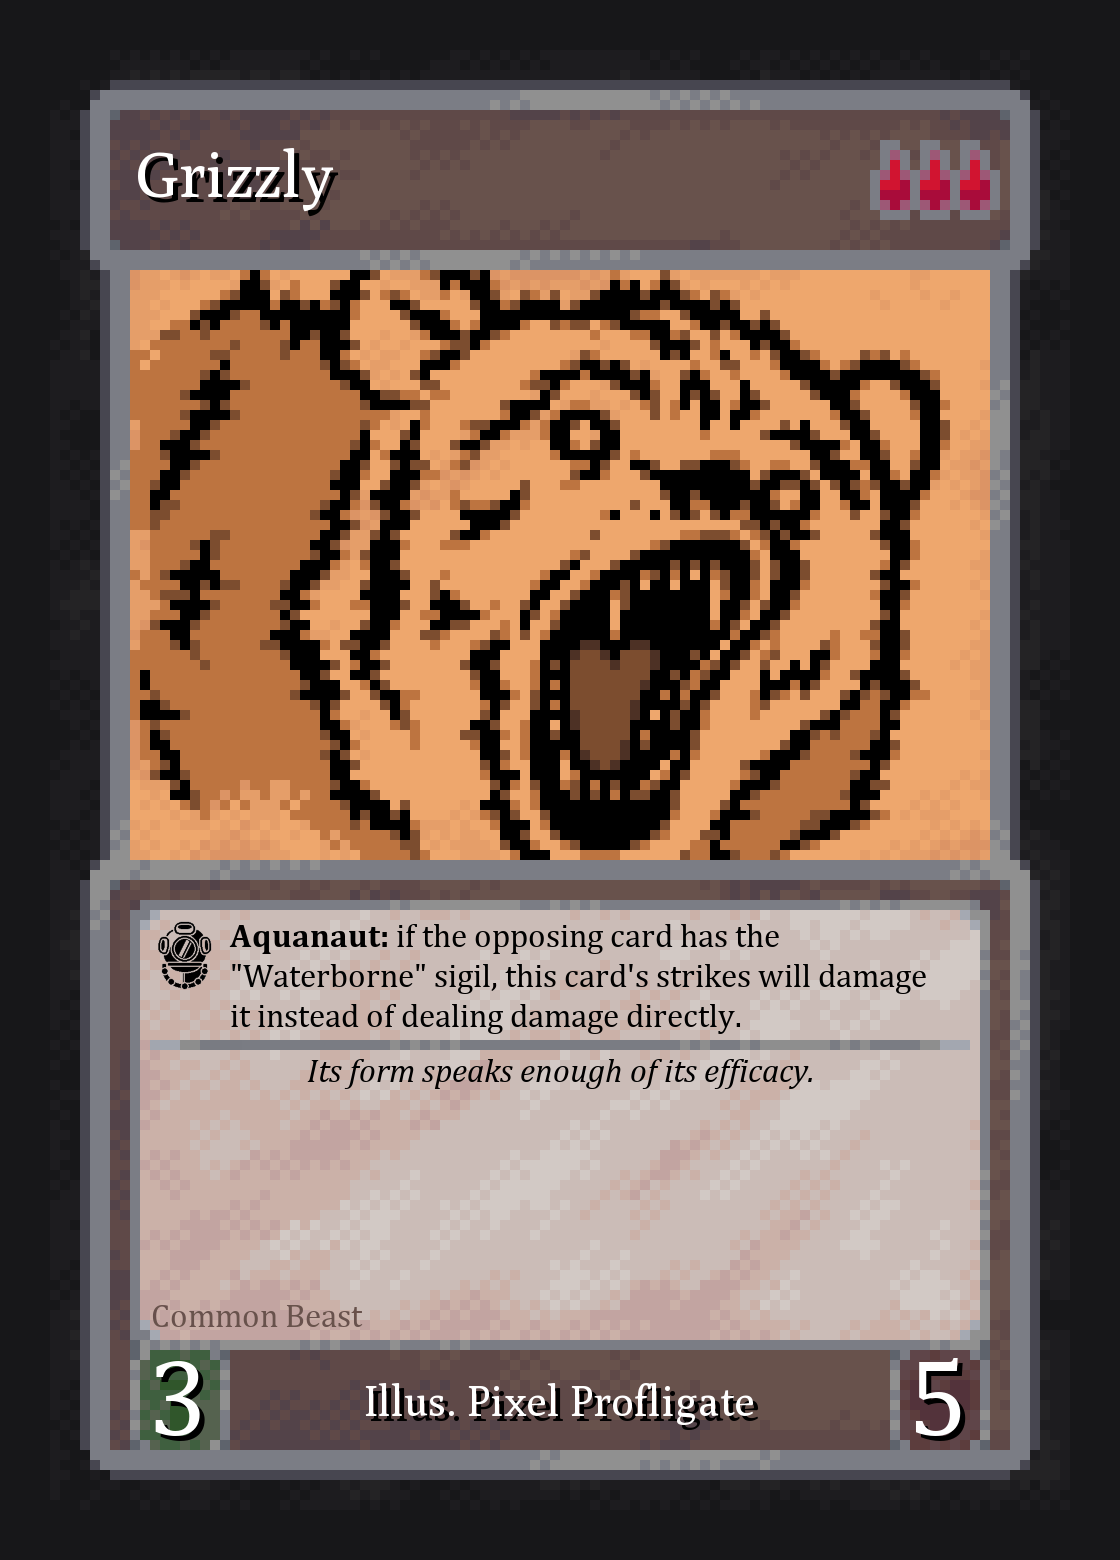 Grizzly
Aquanaut: if the opposing card has the
"Waterborne" sigil, this card's strikes will damage
it instead of dealing damage directly.
Its form speaks enough of its efficacy.
Common Beast
3
Illus. Pixel Profligate
5